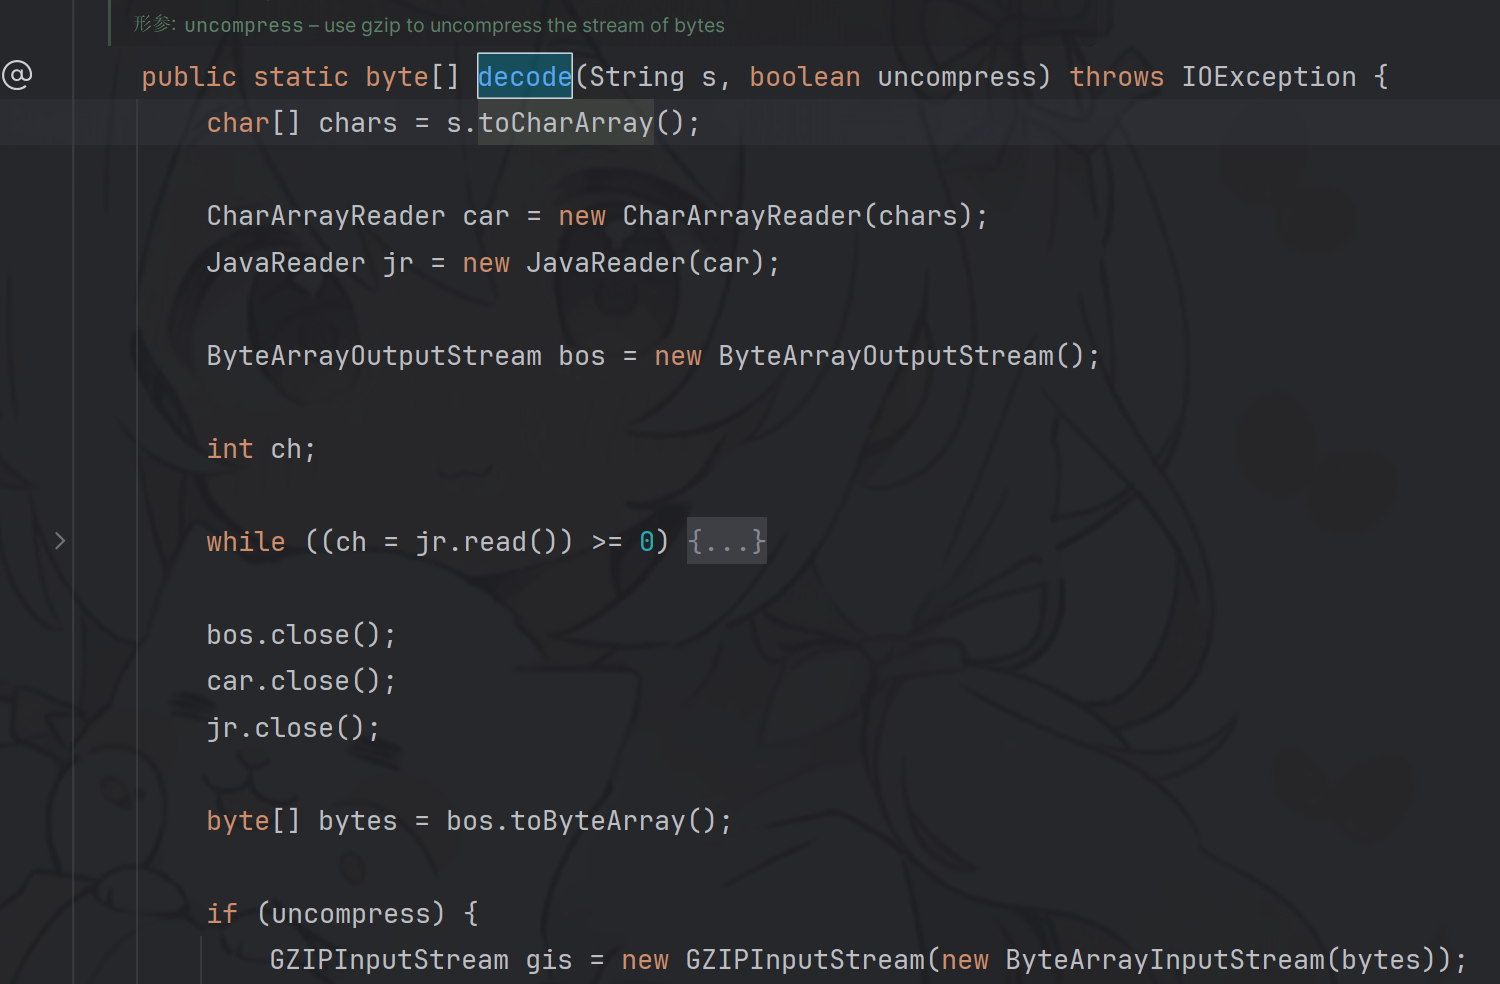 形参: uncompress – use gzip to uncompress the stream of bytes
public static byte[] decode(String s, boolean uncompress) throws IOException {
char[] chars = s.toCharArray();
CharArrayReader car = new CharArrayReader(chars);
JavaReader jr = new JavaReader(car);
ByteArrayOutputStream bos = new ByteArrayOutputStream();
int ch;
while ((ch = jr.read()) >= 0) {...}
bos.close();
car.close();
jr.close();
byte[] bytes = bos.toByteArray();
if (uncompress) {
GZIPInputStream gis = new GZIPInputStream(new ByteArrayInputStream(bytes));